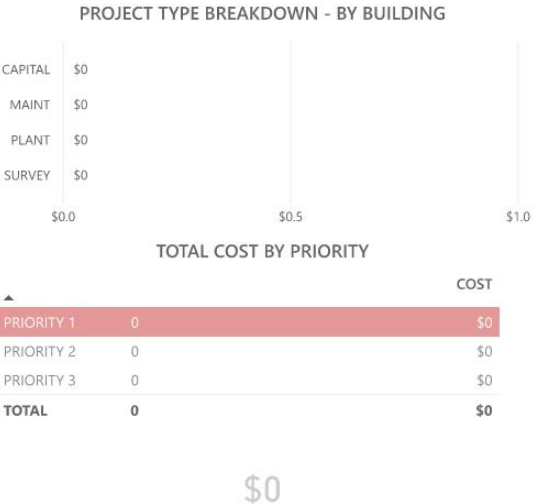 PROJECT TYPE BREAKDOWN - BY BUILDING
CAPITAL $0
MAINT $0
PLANT $0
SURVEY $0
$0.0 $0.5 $1.0
TOTAL COST BY PRIORITY
COST
PRIORITY 1 0 $0
PRIORITY 2 0 $0
PRIORITY 3 0 $0
TOTAL 0 $0
$0